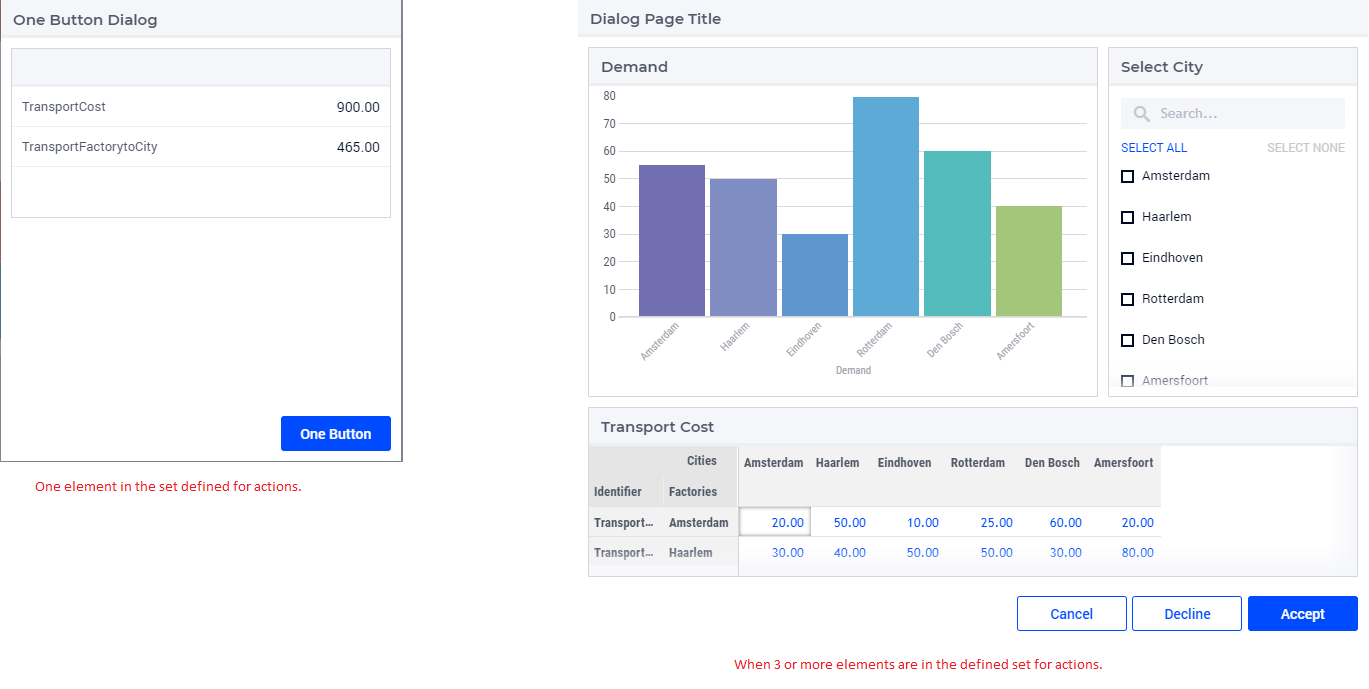 One Button Dialog
TransportCost 900.00
TransportFactorytoCity 465.00
One Button
One element in the set defined for actions.
Dialog Page Title
Demand
80
70
60
50
40
30
20
10
0
Amsterdam Haarlem Eindhoven Rotterdam Den Bosch Amersfoort
Demand
Select City
Search...
SELECT ALL SELECT NONE
Amsterdam
Haarlem
Eindhoven
Rotterdam
Den Bosch
Amersfoort
Transport Cost
Cities Amsterdam Haarlem Eindhoven Rotterdam Den Bosch Amersfoort
Identifier Factories
Transport... Amsterdam 20.00 50.00 10.00 25.00 60.00 20.00
Transport... Haarlem 30.00 40.00 50.00 50.00 30.00 80.00
Cancel Decline Accept
When 3 or more elements are in the defined set for actions.